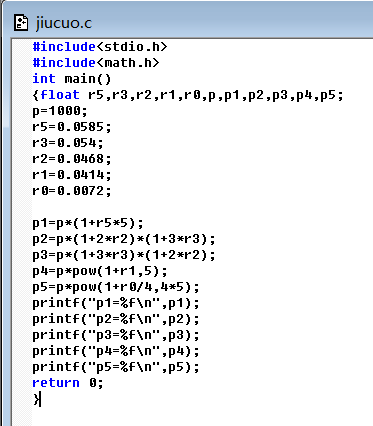 jiucuo.c
#include<stdio.h>
#include<math.h>
int main()
{float r5,r3,r2,r1,r0,p,p1,p2,p3,p4,p5;
p=1000;
r5=0.0585;
r3=0.054;
r2=0.0468;
r1=0.0414;
r0=0.0072;
p1=p*(1+r5*5);
p2=p*(1+2*r2)*(1+3*r3);
p3=p*(1+3*r3)*(1+2*r2);
p4=p*pow(1+r1,5);
p5=p*pow(1+r0/4,4*5);
printf("p1=%f\n",p1);
printf("p2=%f\n",p2);
printf("p3=%f\n",p3);
printf("p4=%f\n",p4);
printf("p5=%f\n",p5);
return 0;
}